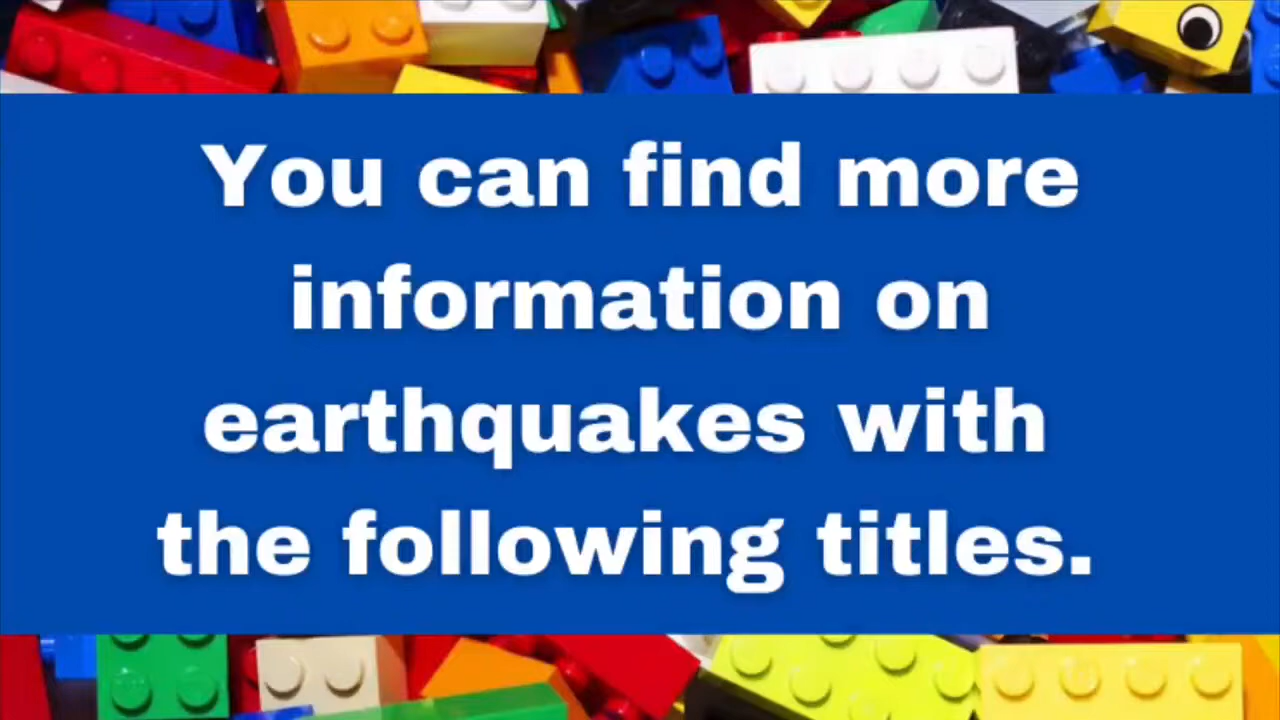 You can find more
information on
earthquakes with
the following titles.